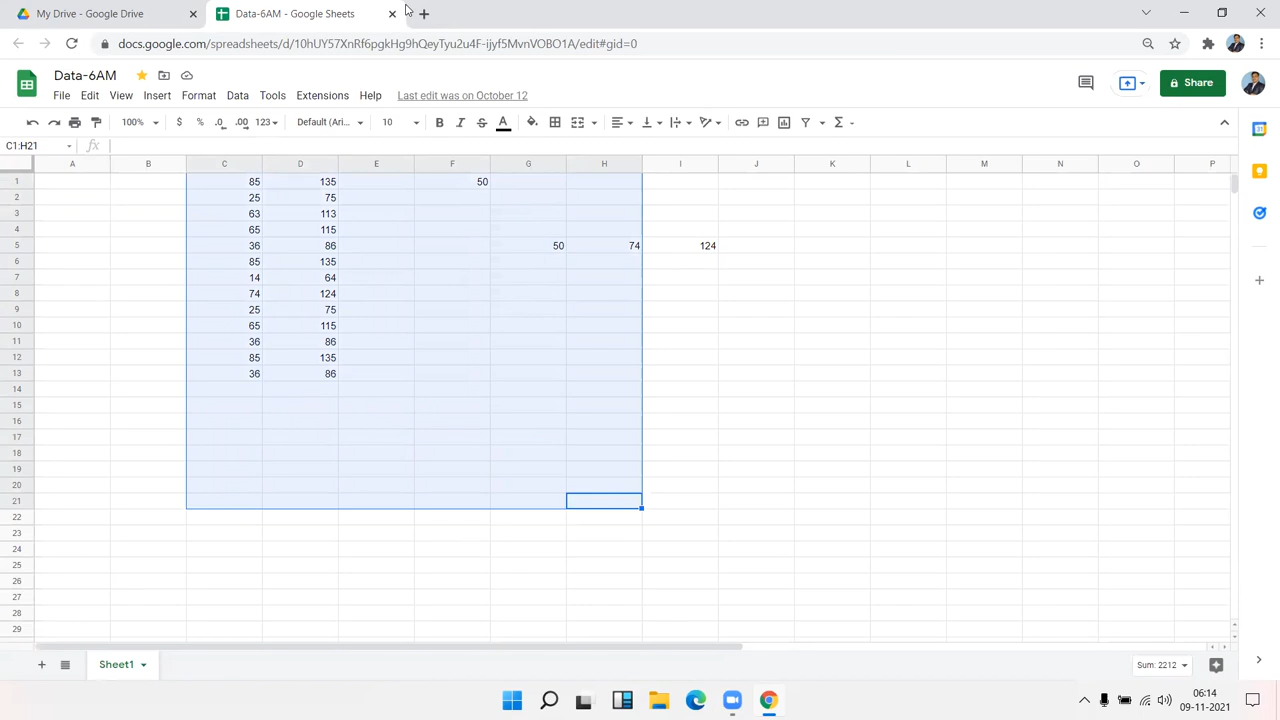 My Drive - Google Drive
Data-6AM - Google Sheets
docs.google.com/spreadsheets/d/10hUY57XnRf6pgkHg9hQeyTyu2u4F-ijyf5MvnVOBO1A/edit#gid=0
Data-6AM
File Edit View Insert Format Data Tools Extensions Help Last edit was on October 12
Share
100% $ % .0 .00 123 Default (Ari... 10 B I S A Σ
C1:H21 fx
A B C D E F G H I J K L M N O P
1 85 135 50
2 25 75
3 63 113
4 65 115
5 36 86 50 74 124
6 85 135
7 14 64
8 74 124
9 25 75
10 65 115
11 36 86
12 85 135
13 36 86
14
15
16
17
18
19
20
21
22
23
24
25
26
27
28
29
Sheet1
Sum: 2212
31
06:14
09-11-2021